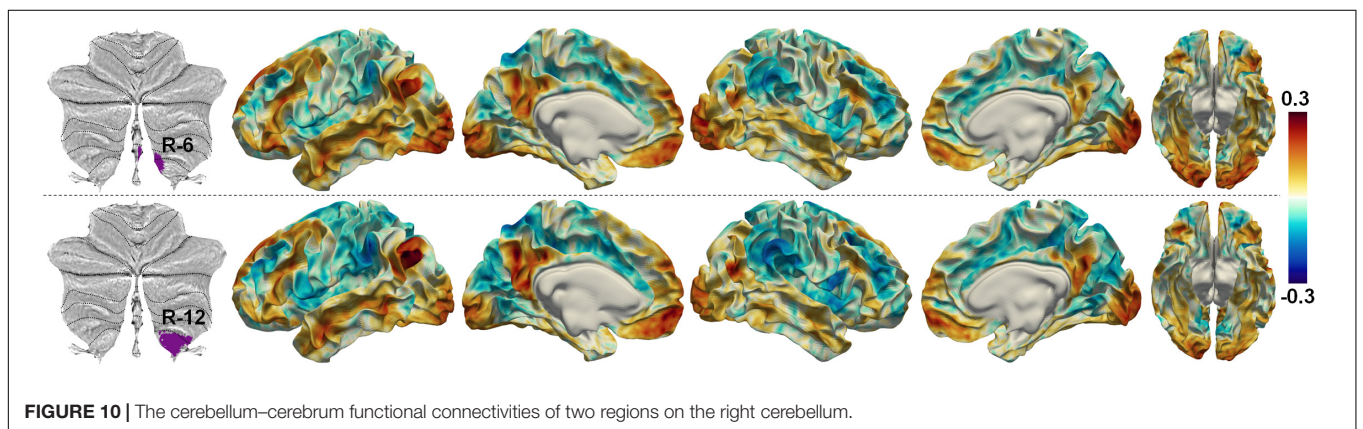 R-6
0.3
R-12
-0.3
FIGURE 10 | The cerebellum–cerebrum functional connectivities of two regions on the right cerebellum.